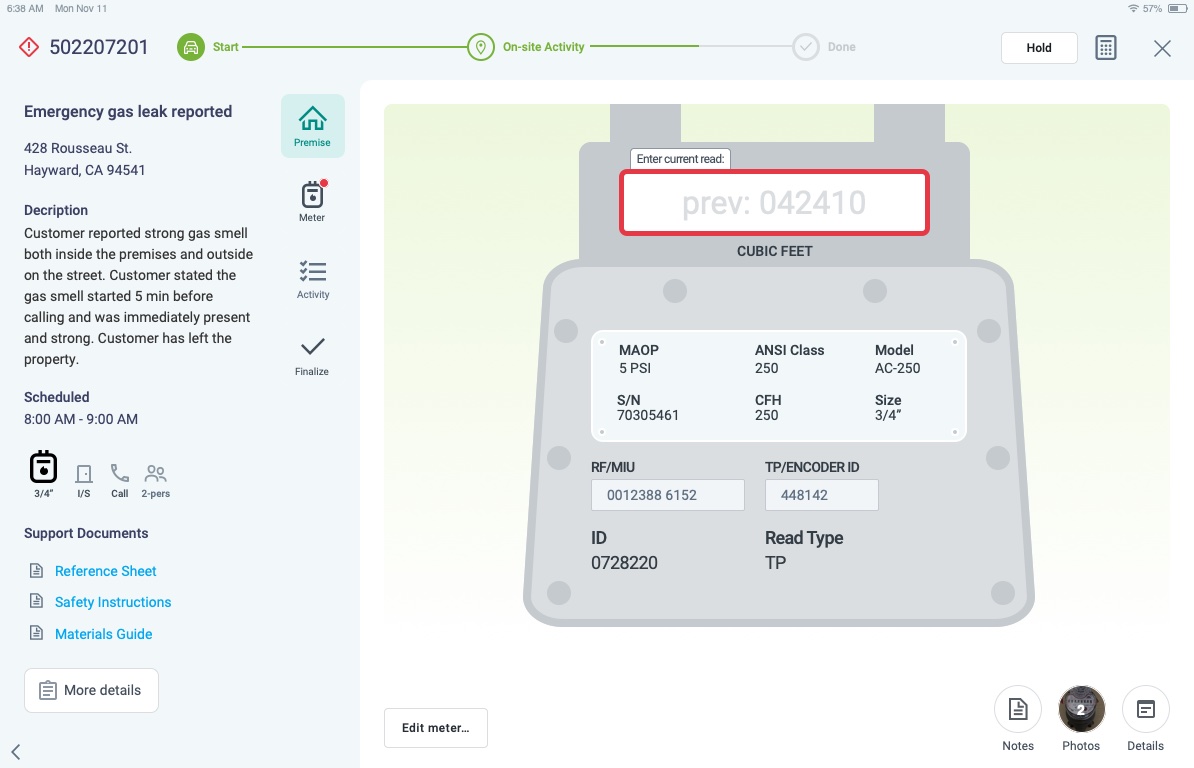 6:38 AM Mon Nov 11
57%
502207201
Start
On-site Activity
Done
Hold
Emergency gas leak reported
428 Rousseau St.
Hayward, CA 94541
Decription
Customer reported strong gas smell
both inside the premises and outside
on the street. Customer stated the
gas smell started 5 min before
calling and was immediately present
and strong. Customer has left the
property.
Scheduled
8:00 AM - 9:00 AM
3/4" I/S Call 2-pers
Support Documents
Reference Sheet
Safety Instructions
Materials Guide
More details
Premise
Meter
Activity
Finalize
Enter current read:
prev: 042410
CUBIC FEET
MAOP ANSI Class Model
5 PSI 250 AC-250
S/N CFH Size
70305461 250 3/4”
RF/MIU TP/ENCODER ID
0012388 6152 448142
ID Read Type
0728220 TP
Edit meter...
2
Notes Photos Details